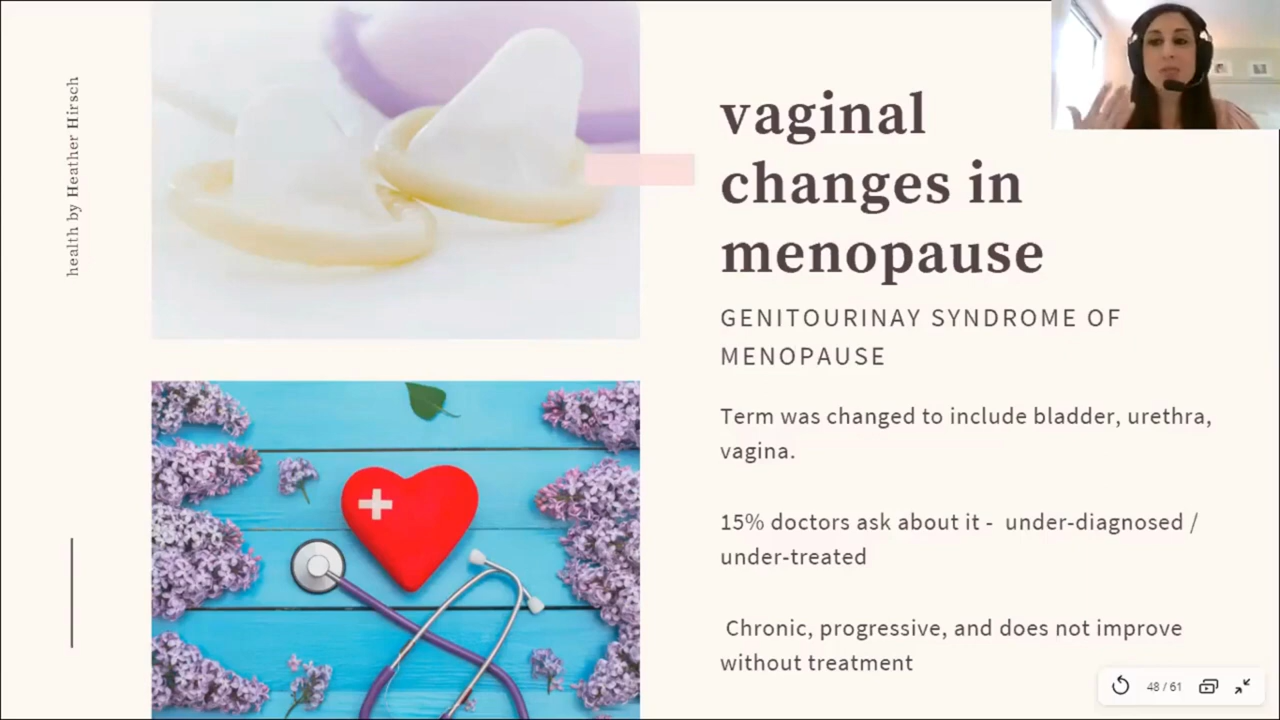 health by Heather Hirsch
vaginal
changes in
menopause
GENITOURINAY SYNDROME OF
MENOPAUSE
Term was changed to include bladder, urethra,
vagina.
15% doctors ask about it - under-diagnosed /
under-treated
Chronic, progressive, and does not improve
without treatment
48 / 61